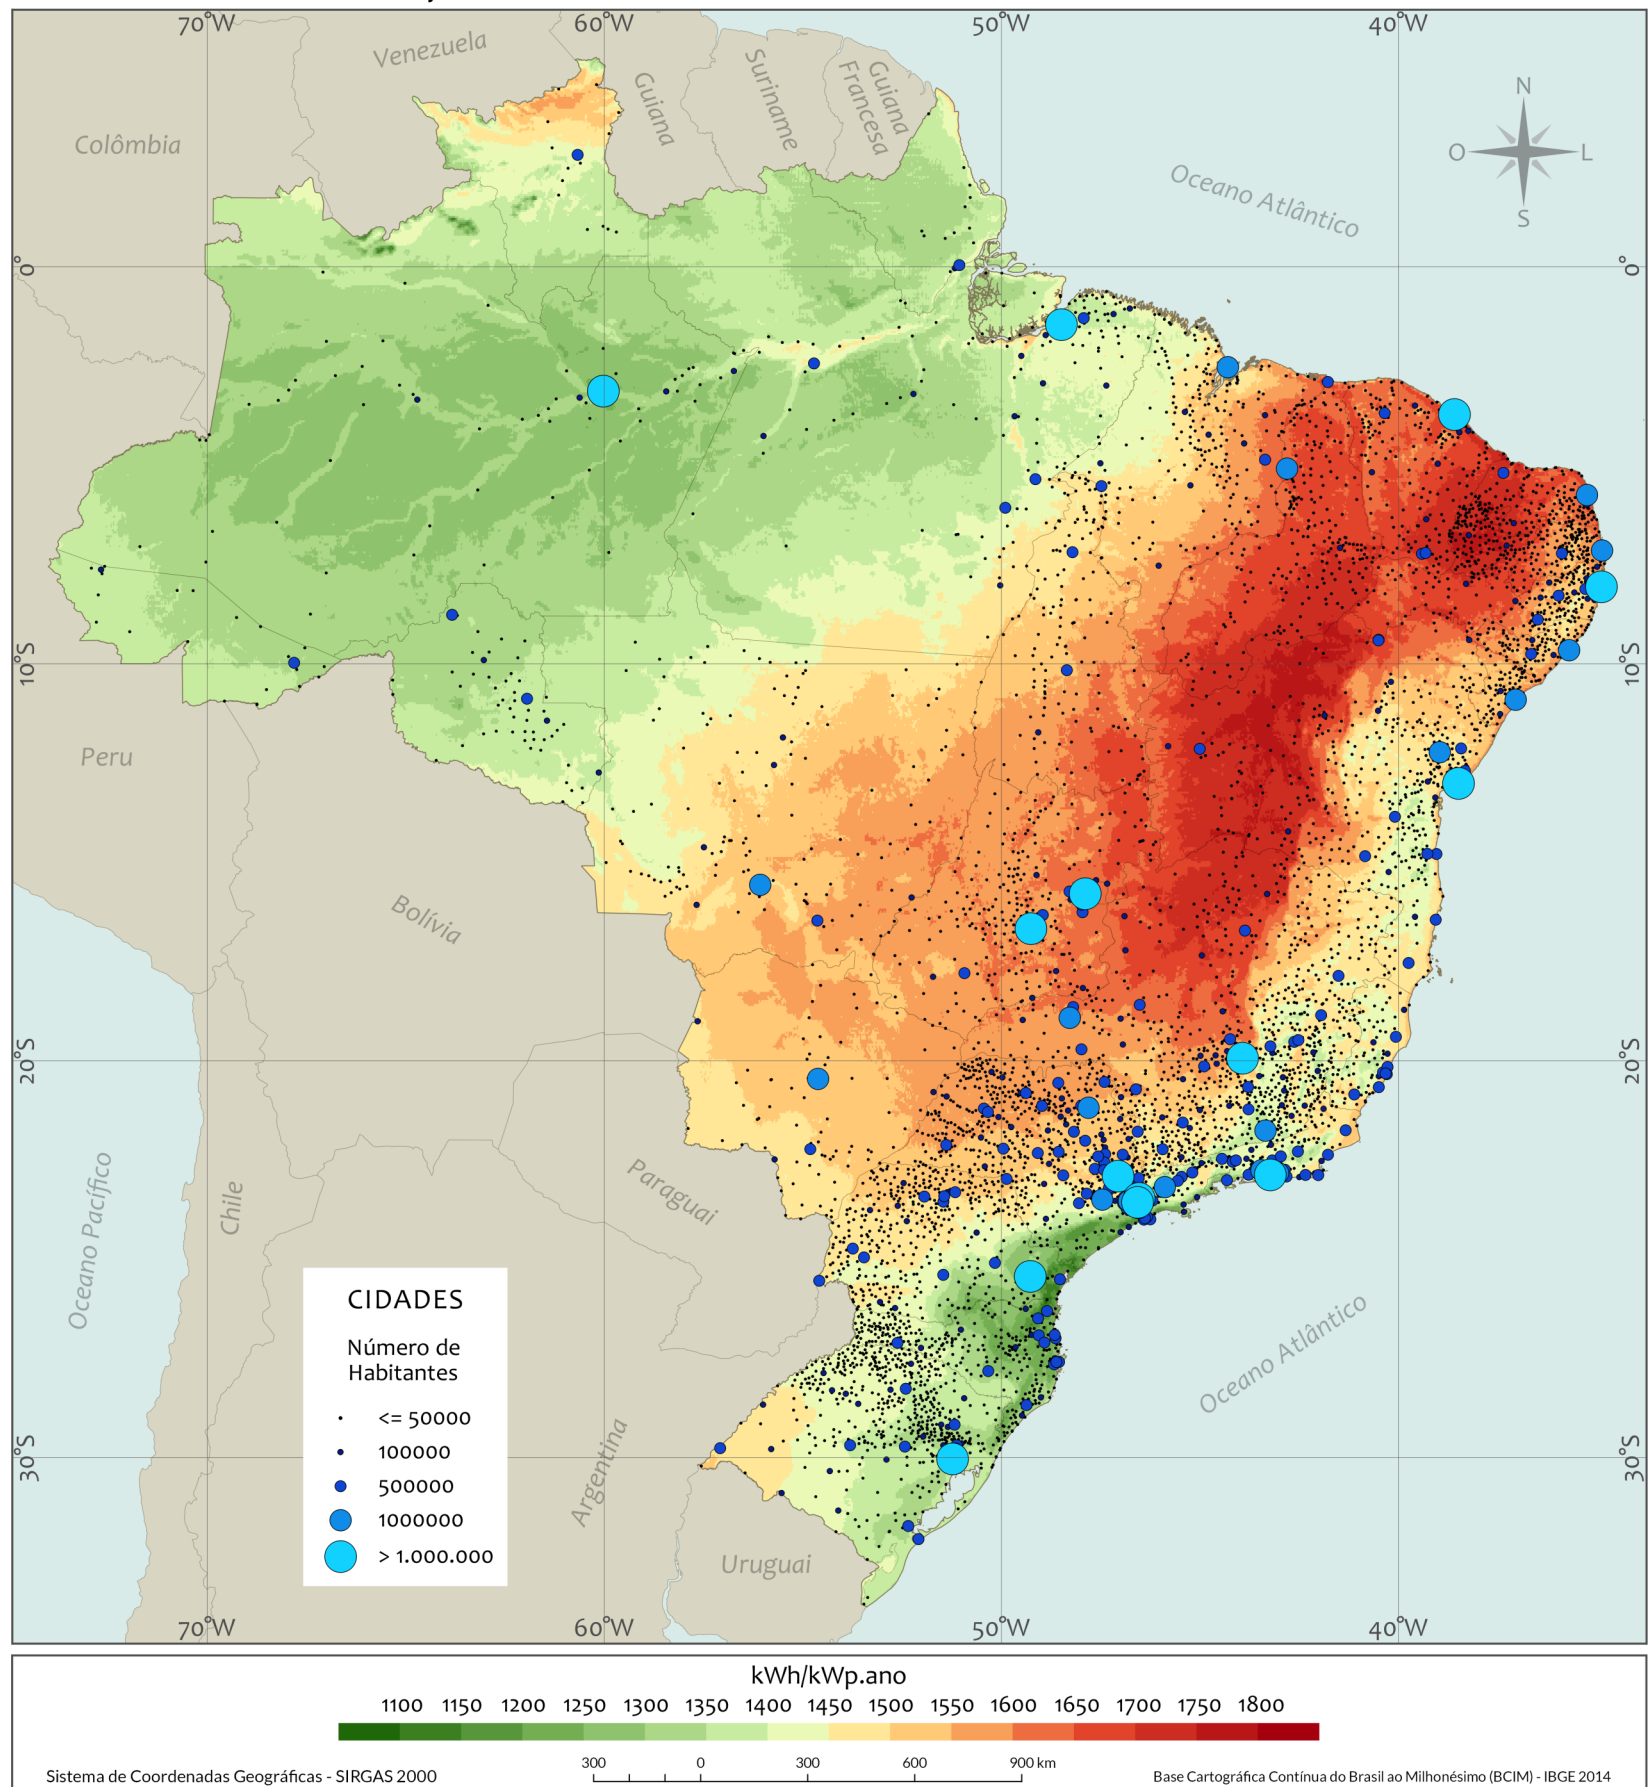 70°W 60°W 50°W 40°W
Venezuela
Guiana
Suriname
Guiana
Francesa
Colômbia
N
O L
S
Oceano Atlântico
0° 0°
10°S 10°S
Peru
Bolívia
20°S 20°S
Oceano Pacífico
Chile
Paraguai
Oceano Atlântico
Argentina
30°S 30°S
Uruguai
CIDADES
Número de
Habitantes
<= 50000
100000
500000
1000000
> 1.000.000
70°W 60°W 50°W 40°W
kWh/kWp.ano
1100 1150 1200 1250 1300 1350 1400 1450 1500 1550 1600 1650 1700 1750 1800
300 0 300 600 900 km
Sistema de Coordenadas Geográficas - SIRGAS 2000
Base Cartográfica Contínua do Brasil ao Milhonésimo (BCIM) - IBGE 2014